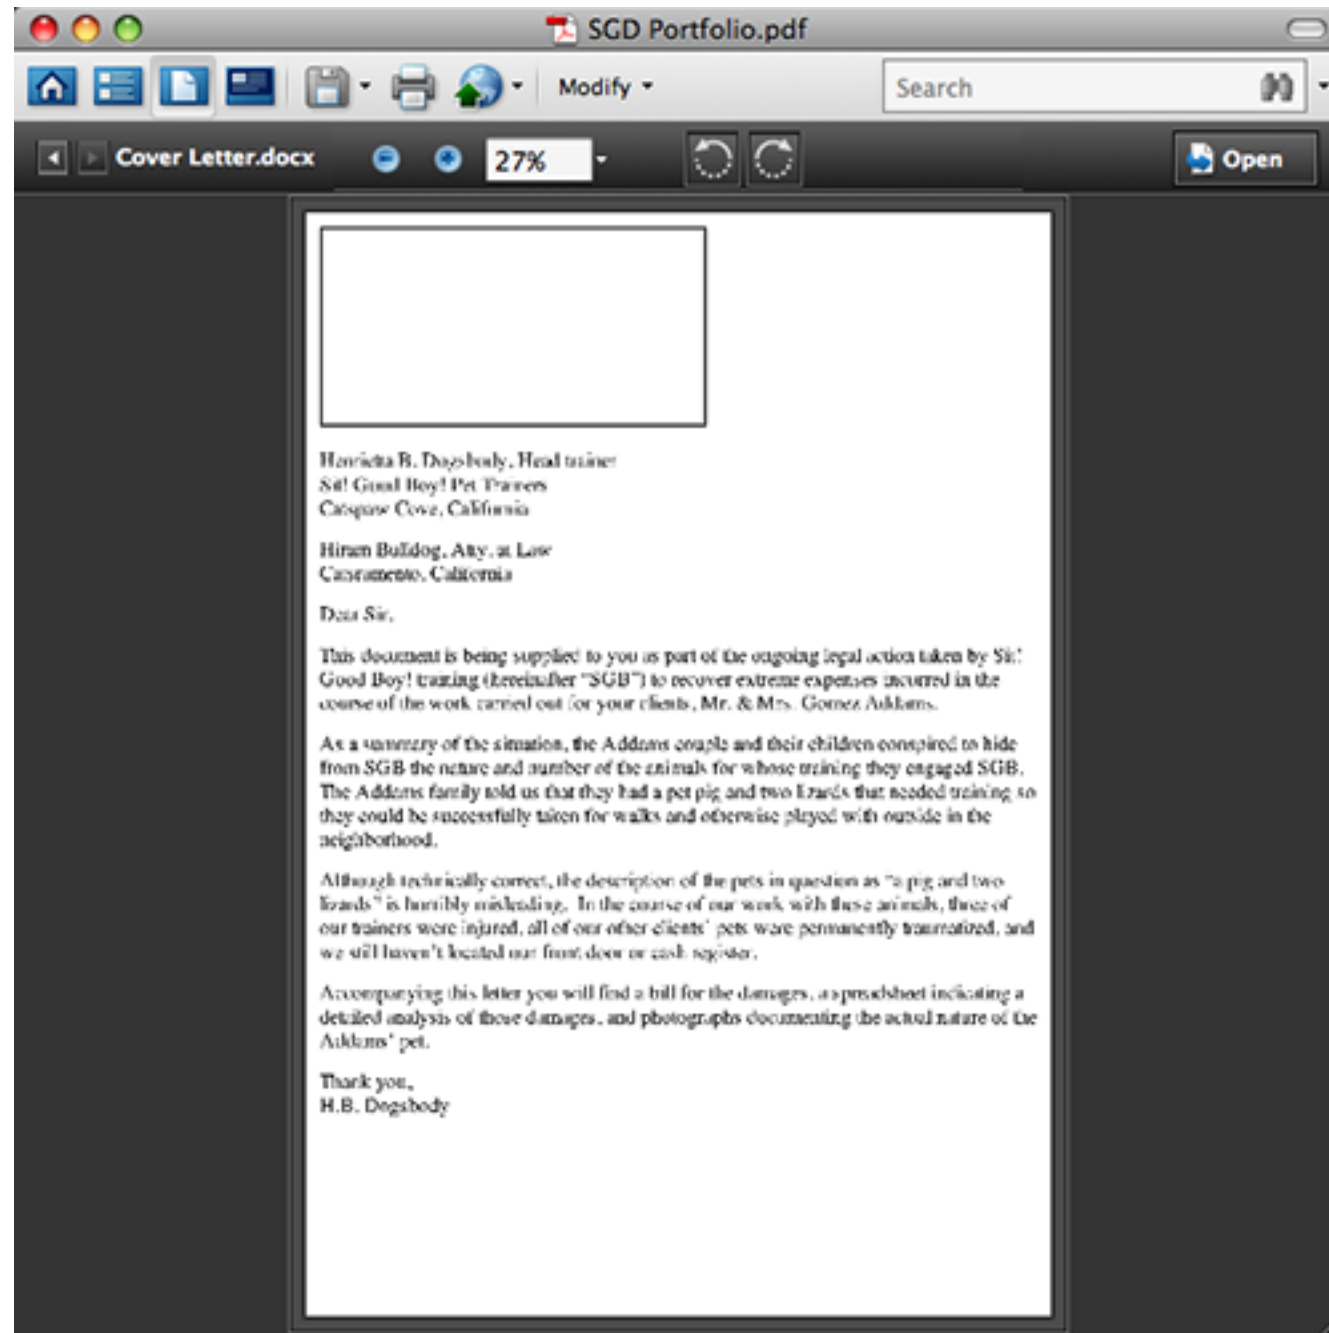 SGD Portfolio.pdf
Modify
Search
Cover Letter.docx
27%
Open
Henrietta B. Dogsbody, Head trainer
Sit! Good Boy! Pet Trainers
Catspaw Cove, California
Hiram Bulldog, Atty. at Law
California
Dear Sir,
This document is being supplied to you as part of the ongoing legal action taken by Sit!
Good Boy! training (hereinafter “SGB”) to recover extreme expenses incurred in the
course of the work carried out for your clients, Mr. & Mrs. Gomez Addams.
As a summary of the situation, the Addams couple and their children conspired to hide
from SGB the nature and number of the animals for whose training they engaged SGB.
The Addams family told us that they had a pet pig and two lizards that needed training so
they could be successfully taken for walks and otherwise played with outside in the
neighborhood.
Although technically correct, the description of the pets in question as “a pig and two
lizards” is horribly misleading. In the course of our work with these animals, three of
our trainers were injured, all of our other clients’ pets were permanently traumatized, and
we still haven’t located our front door or cash register.
Accompanying this letter you will find a bill for the damages, a spreadsheet indicating a
detailed analysis of those damages, and photographs documenting the actual nature of the
Addams’ pet.
Thank you,
H.B. Dogsbody